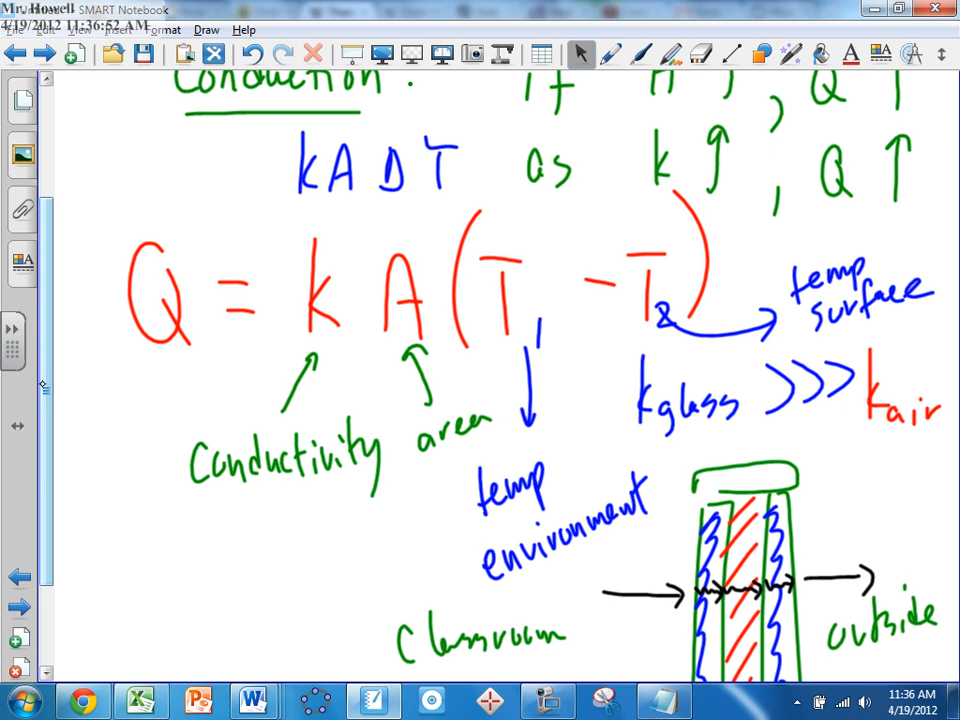 Mr. Howell
4/19/2012 11:36:52 AM
SMART Notebook
File Edit View Insert Format Draw Help
Conduction : if A ↑ , Q ↑
k A D T as k ↑ , Q ↑
Q = k A ( T1 - T2 )
temp
surface
kglass >>> kair
conductivity area
temp
environment
classroom
outside
11:36 AM
4/19/2012